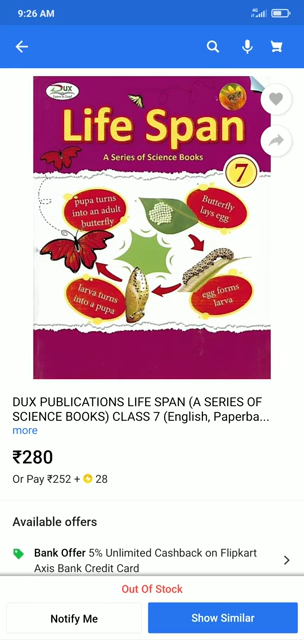 9:26 AM
4G
Dux
Life Span
A Series of Science Books
7
pupa turns
into an adult
butterfly
Butterfly
lays egg
larva turns
into a pupa
egg forms
larva
DUX PUBLICATIONS LIFE SPAN (A SERIES OF
SCIENCE BOOKS) CLASS 7 (English, Paperba...
more
₹280
Or Pay ₹252 + 28
Available offers
Bank Offer 5% Unlimited Cashback on Flipkart
Axis Bank Credit Card
Out Of Stock
Notify Me
Show Similar